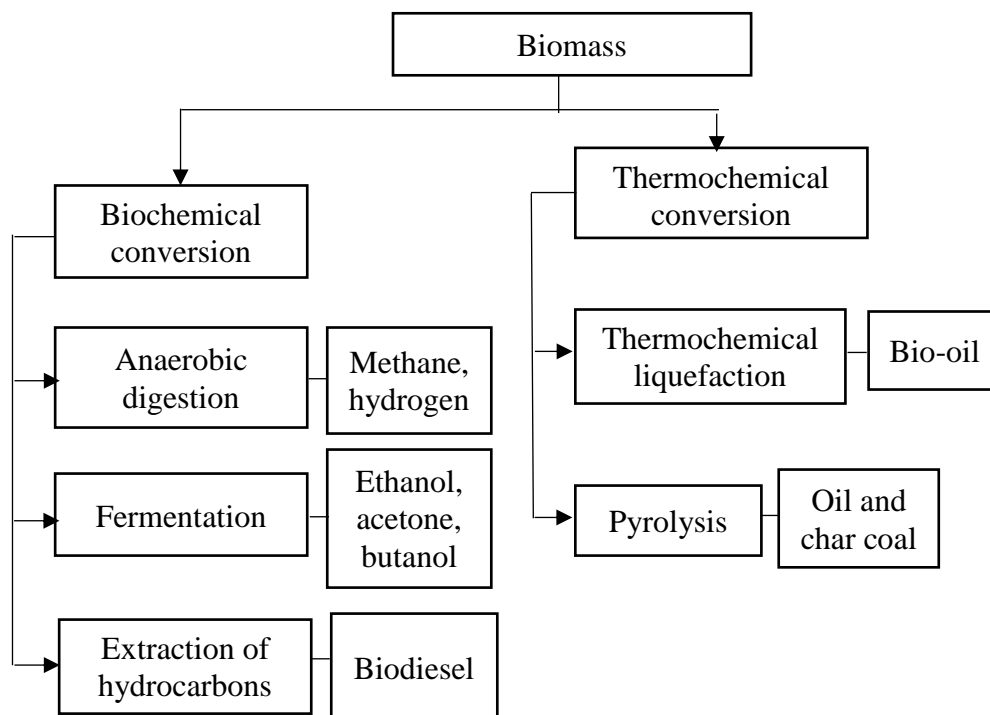 Biomass
Biochemical
conversion
Thermochemical
conversion
Anaerobic
digestion
Methane,
hydrogen
Thermochemical
liquefaction
Bio-oil
Fermentation
Ethanol,
acetone,
butanol
Pyrolysis
Oil and
char coal
Extraction of
hydrocarbons
Biodiesel